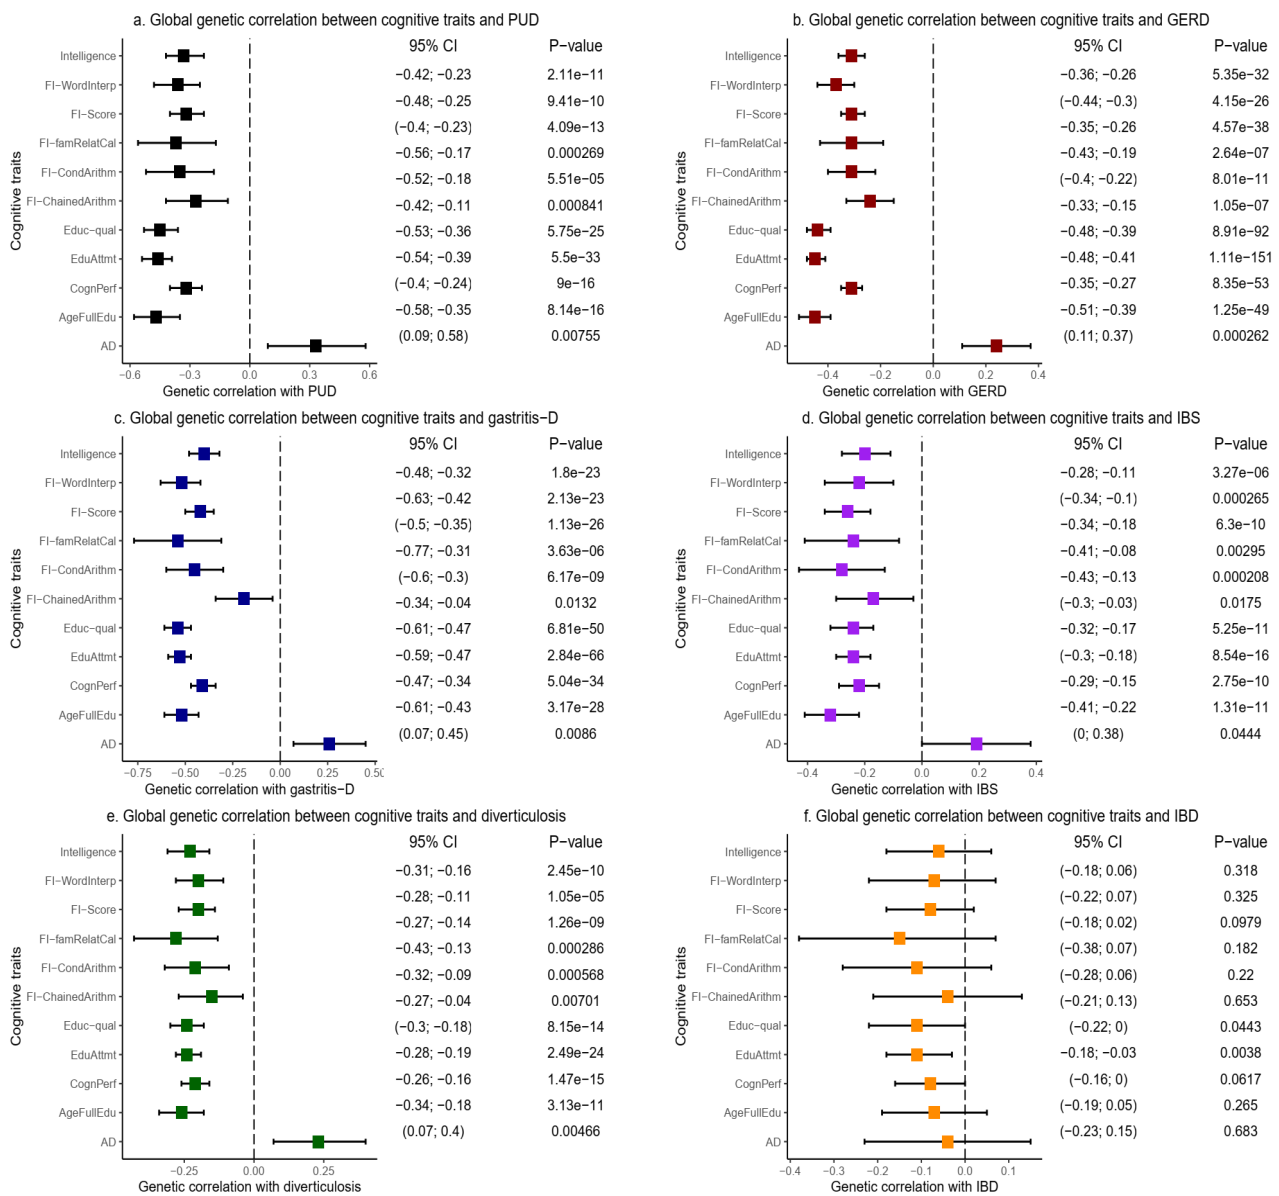 a. Global genetic correlation between cognitive traits and PUD
Cognitive traits
95% CI P−value
Intelligence
−0.42; −0.23 2.11e−11
FI−WordInterp
−0.48; −0.25 9.41e−10
FI−Score
(−0.4; −0.23) 4.09e−13
FI−famRelatCal
−0.56; −0.17 0.000269
FI−CondArithm
−0.52; −0.18 5.51e−05
FI−ChainedArithm
−0.42; −0.11 0.000841
Educ−qual
−0.53; −0.36 5.75e−25
EduAttmt
−0.54; −0.39 5.5e−33
CognPerf
(−0.4; −0.24) 9e−16
AgeFullEdu
−0.58; −0.35 8.14e−16
AD
(0.09; 0.58) 0.00755
−0.6 −0.3 0.0 0.3 0.6
Genetic correlation with PUD
b. Global genetic correlation between cognitive traits and GERD
Cognitive traits
95% CI P−value
Intelligence
−0.36; −0.26 5.35e−32
FI−WordInterp
(−0.44; −0.3) 4.15e−26
FI−Score
−0.35; −0.26 4.57e−38
FI−famRelatCal
−0.43; −0.19 2.64e−07
FI−CondArithm
(−0.4; −0.22) 8.01e−11
FI−ChainedArithm
−0.33; −0.15 1.05e−07
Educ−qual
−0.48; −0.39 8.91e−92
EduAttmt
−0.48; −0.41 1.11e−151
CognPerf
−0.35; −0.27 8.35e−53
AgeFullEdu
−0.51; −0.39 1.25e−49
AD
(0.11; 0.37) 0.000262
−0.4 −0.2 0.0 0.2 0.4
Genetic correlation with GERD
c. Global genetic correlation between cognitive traits and gastritis−D
Cognitive traits
95% CI P−value
Intelligence
−0.48; −0.32 1.8e−23
FI−WordInterp
−0.63; −0.42 2.13e−23
FI−Score
(−0.5; −0.35) 1.13e−26
FI−famRelatCal
−0.77; −0.31 3.63e−06
FI−CondArithm
(−0.6; −0.3) 6.17e−09
FI−ChainedArithm
−0.34; −0.04 0.0132
Educ−qual
−0.61; −0.47 6.81e−50
EduAttmt
−0.59; −0.47 2.84e−66
CognPerf
−0.47; −0.34 5.04e−34
AgeFullEdu
−0.61; −0.43 3.17e−28
AD
(0.07; 0.45) 0.0086
−0.75 −0.50 −0.25 0.00 0.25 0.50
Genetic correlation with gastritis−D
d. Global genetic correlation between cognitive traits and IBS
Cognitive traits
95% CI P−value
Intelligence
−0.28; −0.11 3.27e−06
FI−WordInterp
(−0.34; −0.1) 0.000265
FI−Score
−0.34; −0.18 6.3e−10
FI−famRelatCal
−0.41; −0.08 0.00295
FI−CondArithm
−0.43; −0.13 0.000208
FI−ChainedArithm
(−0.3; −0.03) 0.0175
Educ−qual
−0.32; −0.17 5.25e−11
EduAttmt
(−0.3; −0.18) 8.54e−16
CognPerf
−0.29; −0.15 2.75e−10
AgeFullEdu
−0.41; −0.22 1.31e−11
AD
(0; 0.38) 0.0444
−0.4 −0.2 0.0 0.2 0.4
Genetic correlation with IBS
e. Global genetic correlation between cognitive traits and diverticulosis
Cognitive traits
95% CI P−value
Intelligence
−0.31; −0.16 2.45e−10
FI−WordInterp
−0.28; −0.11 1.05e−05
FI−Score
−0.27; −0.14 1.26e−09
FI−famRelatCal
−0.43; −0.13 0.000286
FI−CondArithm
−0.32; −0.09 0.000568
FI−ChainedArithm
−0.27; −0.04 0.00701
Educ−qual
(−0.3; −0.18) 8.15e−14
EduAttmt
−0.28; −0.19 2.49e−24
CognPerf
−0.26; −0.16 1.47e−15
AgeFullEdu
−0.34; −0.18 3.13e−11
AD
(0.07; 0.4) 0.00466
−0.25 0.00 0.25
Genetic correlation with diverticulosis
f. Global genetic correlation between cognitive traits and IBD
Cognitive traits
95% CI P−value
Intelligence
(−0.18; 0.06) 0.318
FI−WordInterp
(−0.22; 0.07) 0.325
FI−Score
(−0.18; 0.02) 0.0979
FI−famRelatCal
(−0.38; 0.07) 0.182
FI−CondArithm
(−0.28; 0.06) 0.22
FI−ChainedArithm
(−0.21; 0.13) 0.653
Educ−qual
(−0.22; 0) 0.0443
EduAttmt
−0.18; −0.03 0.0038
CognPerf
(−0.16; 0) 0.0617
AgeFullEdu
(−0.19; 0.05) 0.265
AD
(−0.23; 0.15) 0.683
−0.4 −0.3 −0.2 −0.1 0.0 0.1
Genetic correlation with IBD